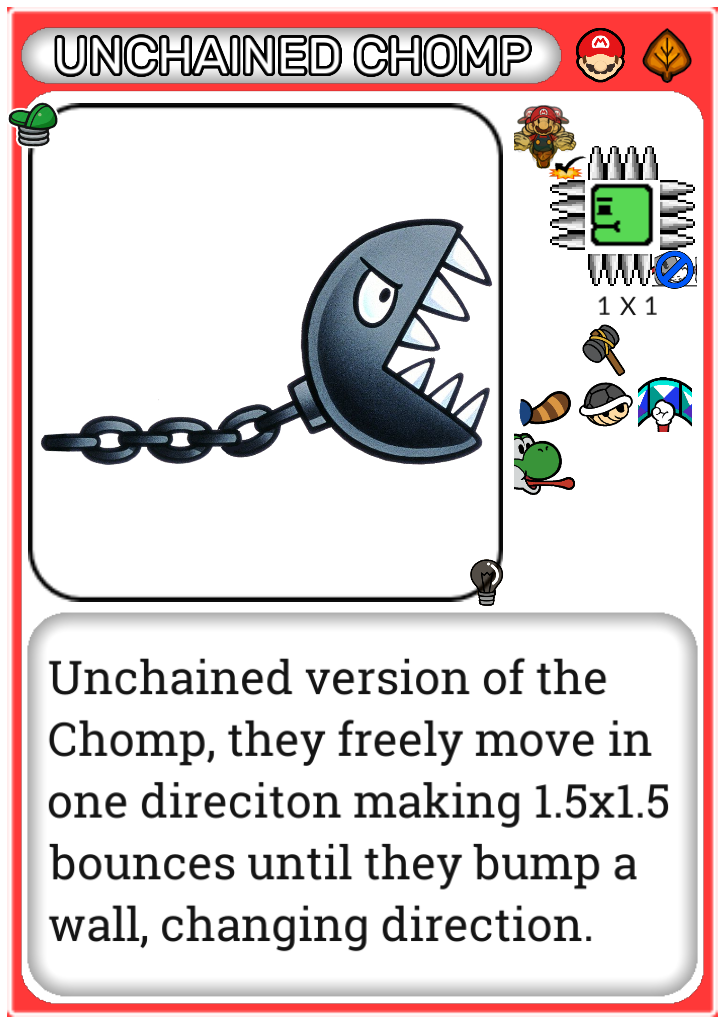 UNCHAINED CHOMP
M
1 X 1
Unchained version of the
Chomp, they freely move in
one direciton making 1.5x1.5
bounces until they bump a
wall, changing direction.